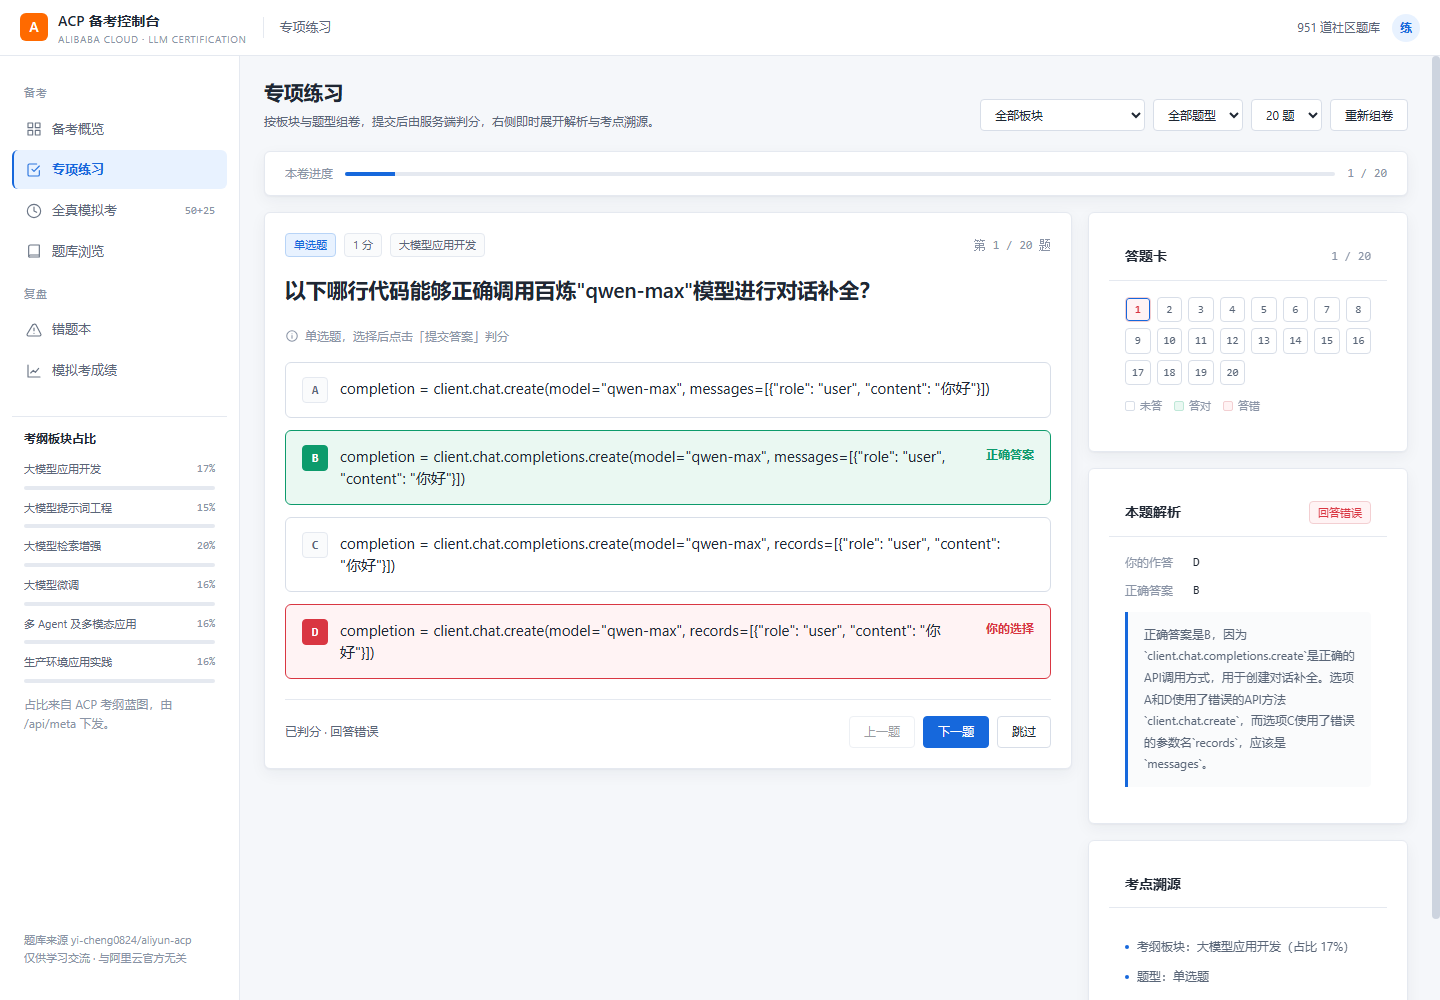 A
ACP 备考控制台
ALIBABA CLOUD · LLM CERTIFICATION
专项练习
951 道社区题库
练
备考
备考概览
专项练习
全真模拟考
50+25
题库浏览
复盘
错题本
模拟考成绩
考纲板块占比
大模型应用开发
17%
大模型提示词工程
15%
大模型检索增强
20%
大模型微调
16%
多 Agent 及多模态应用
16%
生产环境应用实践
16%
占比来自 ACP 考纲蓝图，由
/api/meta 下发。
题库来源 yi-cheng0824/aliyun-acp
仅供学习交流 · 与阿里云官方无关
专项练习
按板块与题型组卷，提交后由服务端判分，右侧即时展开解析与考点溯源。
全部板块
全部题型
20 题
重新组卷
本卷进度
1 / 20
单选题
1 分
大模型应用开发
第 1 / 20 题
以下哪行代码能够正确调用百炼"qwen-max"模型进行对话补全？
单选题，选择后点击「提交答案」判分
A
completion = client.chat.create(model="qwen-max", messages=[{"role": "user", "content": "你好"}])
B
completion = client.chat.completions.create(model="qwen-max", messages=[{"role": "user",
"content": "你好"}])
正确答案
C
completion = client.chat.completions.create(model="qwen-max", records=[{"role": "user", "content":
"你好"}])
D
completion = client.chat.create(model="qwen-max", records=[{"role": "user", "content": "你
好"}])
你的选择
已判分 · 回答错误
上一题
下一题
跳过
答题卡
1 / 20
1 2 3 4 5 6 7 8
9 10 11 12 13 14 15 16
17 18 19 20
未答 答对 答错
本题解析
回答错误
你的作答 D
正确答案 B
正确答案是B，因为
`client.chat.completions.create`是正确的
API调用方式，用于创建对话补全。选项
A和D使用了错误的API方法
`client.chat.create`，而选项C使用了错误
的参数名`records`，应该是
`messages`。
考点溯源
考纲板块：大模型应用开发（占比 17%）
题型：单选题